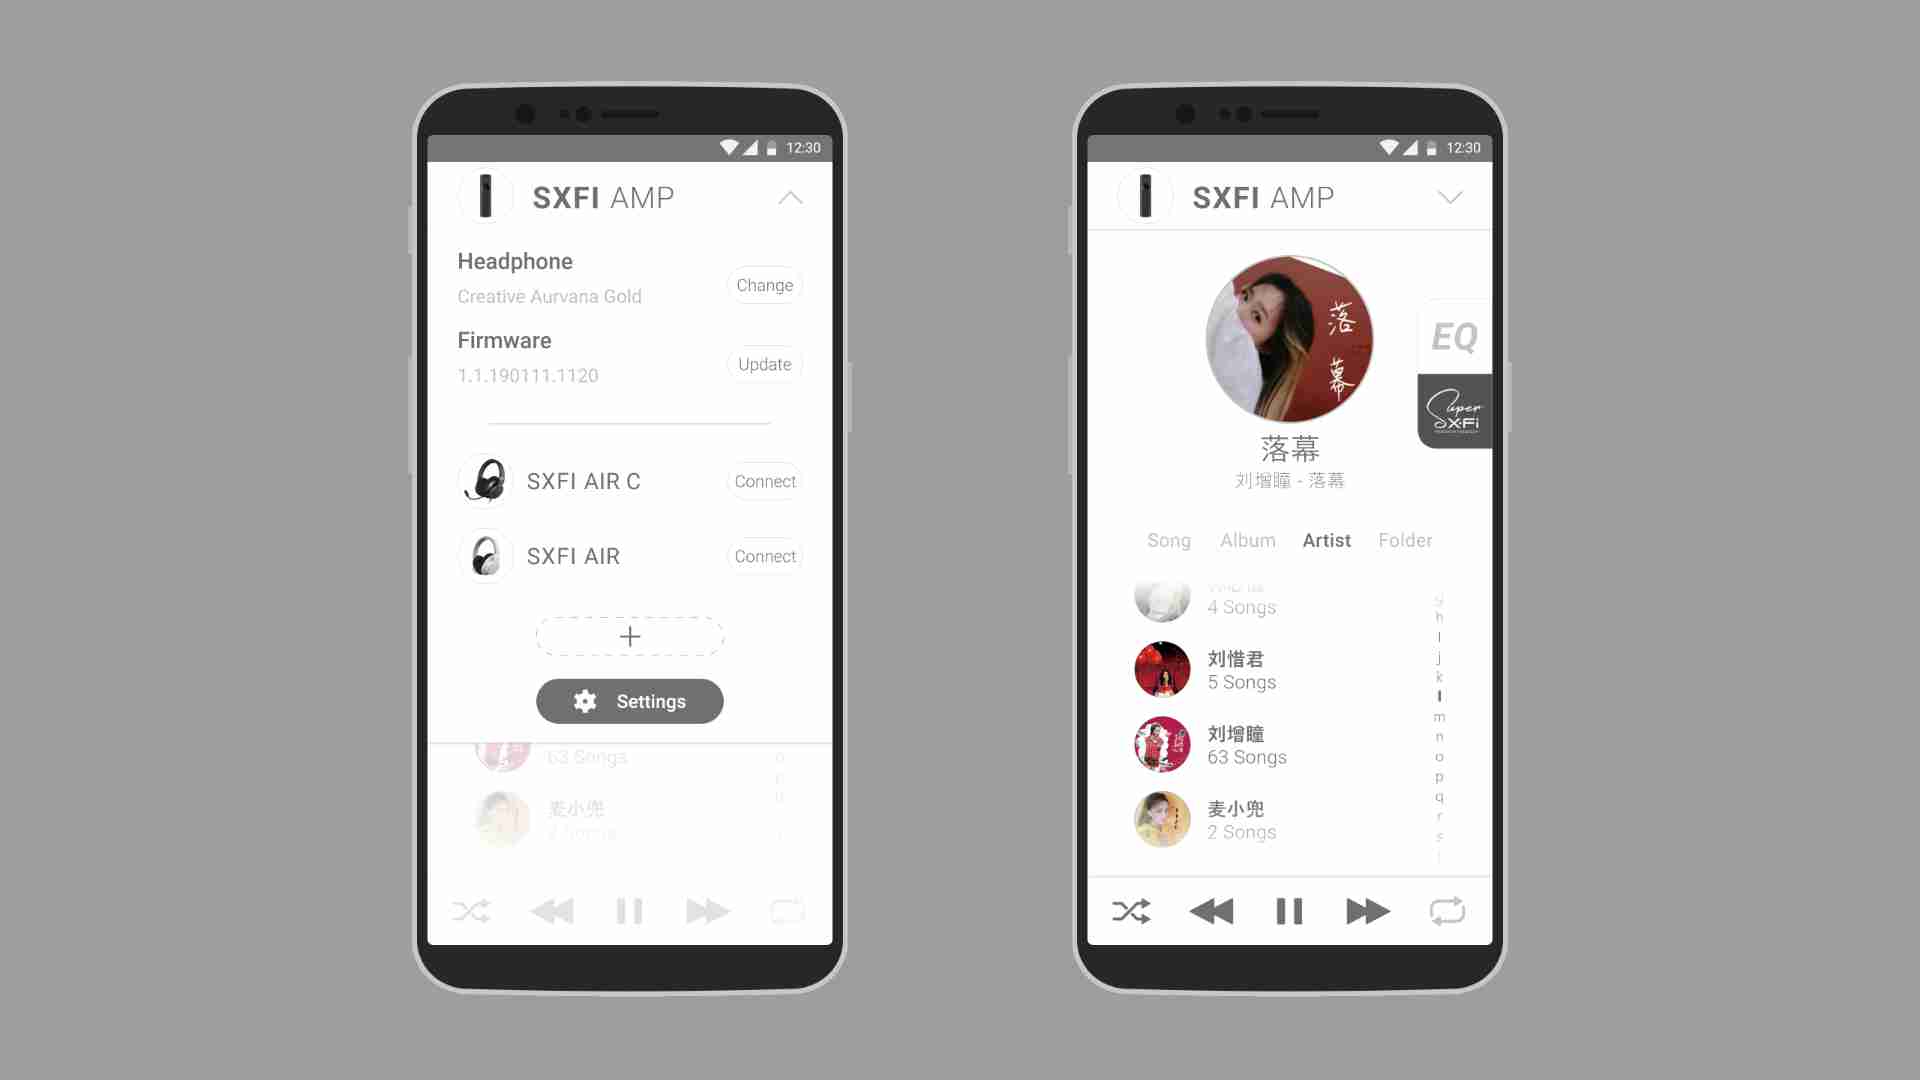 12:30
SXFI AMP
Headphone
Creative Aurvana Gold
Change
Firmware
1.1.190111.1120
Update
SXFI AIR C
Connect
SXFI AIR
Connect
+
Settings
63 Songs
麦小兜
2 Songs
12:30
SXFI AMP
落
幕
EQ
Super
X-Fi
落幕
刘增瞳 - 落幕
Song Album Artist Folder
4 Songs
刘惜君
5 Songs
刘增瞳
63 Songs
麦小兜
2 Songs
g
h
I
j
k
l
m
n
o
p
q
r
s